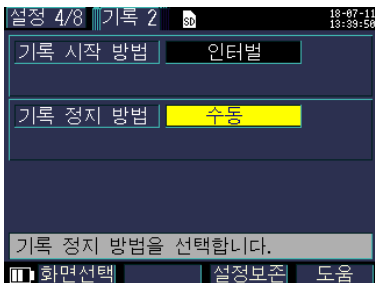 설정 4/8 기록 2 SD 18-07-11
13:39:50
기록 시작 방법 인터벌
기록 정지 방법 수동
기록 정지 방법을 선택합니다.
화면선택 설정보존 도움